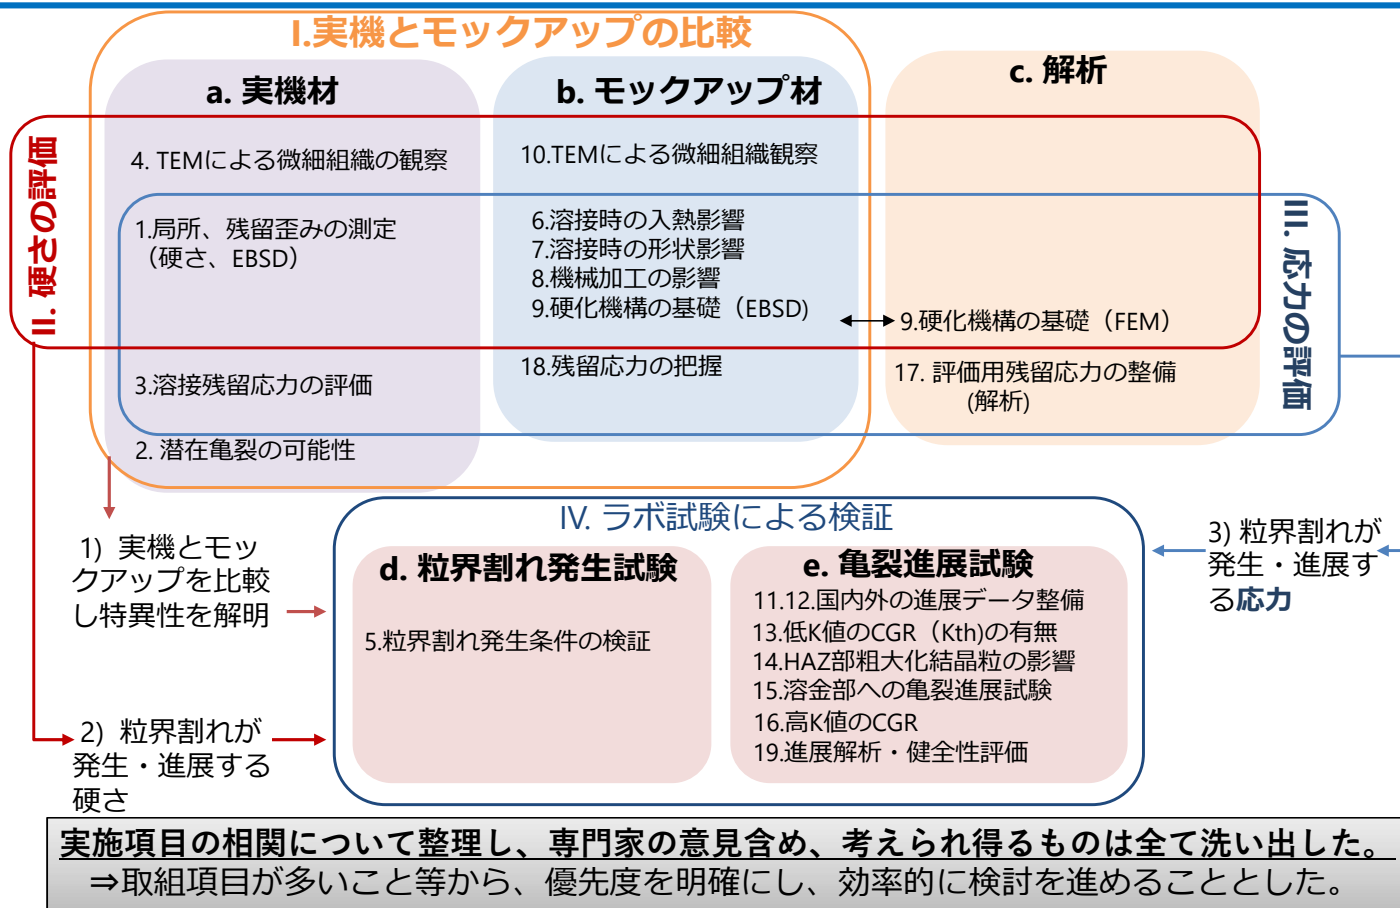 I.実機とモックアップの比較
a. 実機材
b. モックアップ材
c. 解析
II. 硬さの評価
4. TEMによる微細組織の観察
10.TEMによる微細組織観察
1.局所、残留歪みの測定
（硬さ、EBSD）
6.溶接時の入熱影響
7.溶接時の形状影響
8.機械加工の影響
9.硬化機構の基礎（EBSD)
9.硬化機構の基礎（FEM）
III. 応力の評価
3.溶接残留応力の評価
18.残留応力の把握
17. 評価用残留応力の整備
(解析)
2. 潜在亀裂の可能性
1) 実機とモッ
クアップを比較
し特異性を解明
2) 粒界割れが
発生・進展する
硬さ
IV. ラボ試験による検証
d. 粒界割れ発生試験
5.粒界割れ発生条件の検証
e. 亀裂進展試験
11.12.国内外の進展データ整備
13.低K値のCGR（Kth)の有無
14.HAZ部粗大化結晶粒の影響
15.溶金部への亀裂進展試験
16.高K値のCGR
19.進展解析・健全性評価
3) 粒界割れが
発生・進展す
る応力
実施項目の相関について整理し、専門家の意見含め、考えられ得るものは全て洗い出した。
⇒取組項目が多いこと等から、優先度を明確にし、効率的に検討を進めることとした。